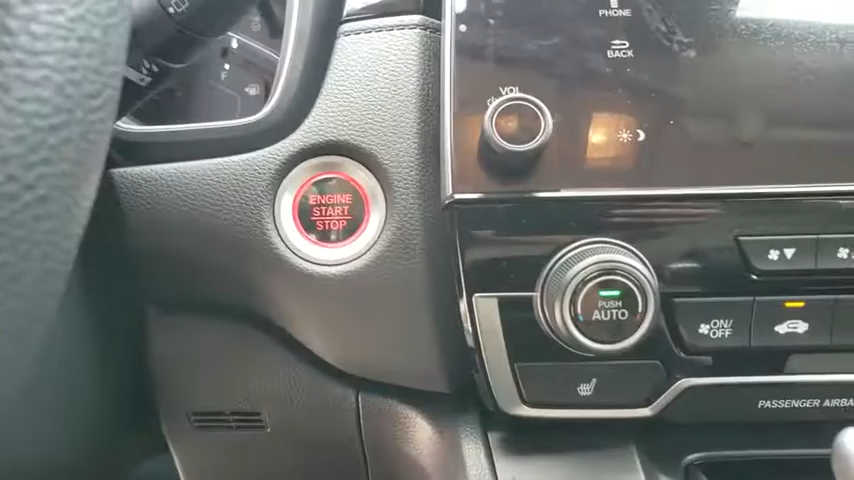 PHONE
BACK
VOL
ENGINE
START
STOP
PUSH
AUTO
ON/
OFF
PASSENGER AIRBA